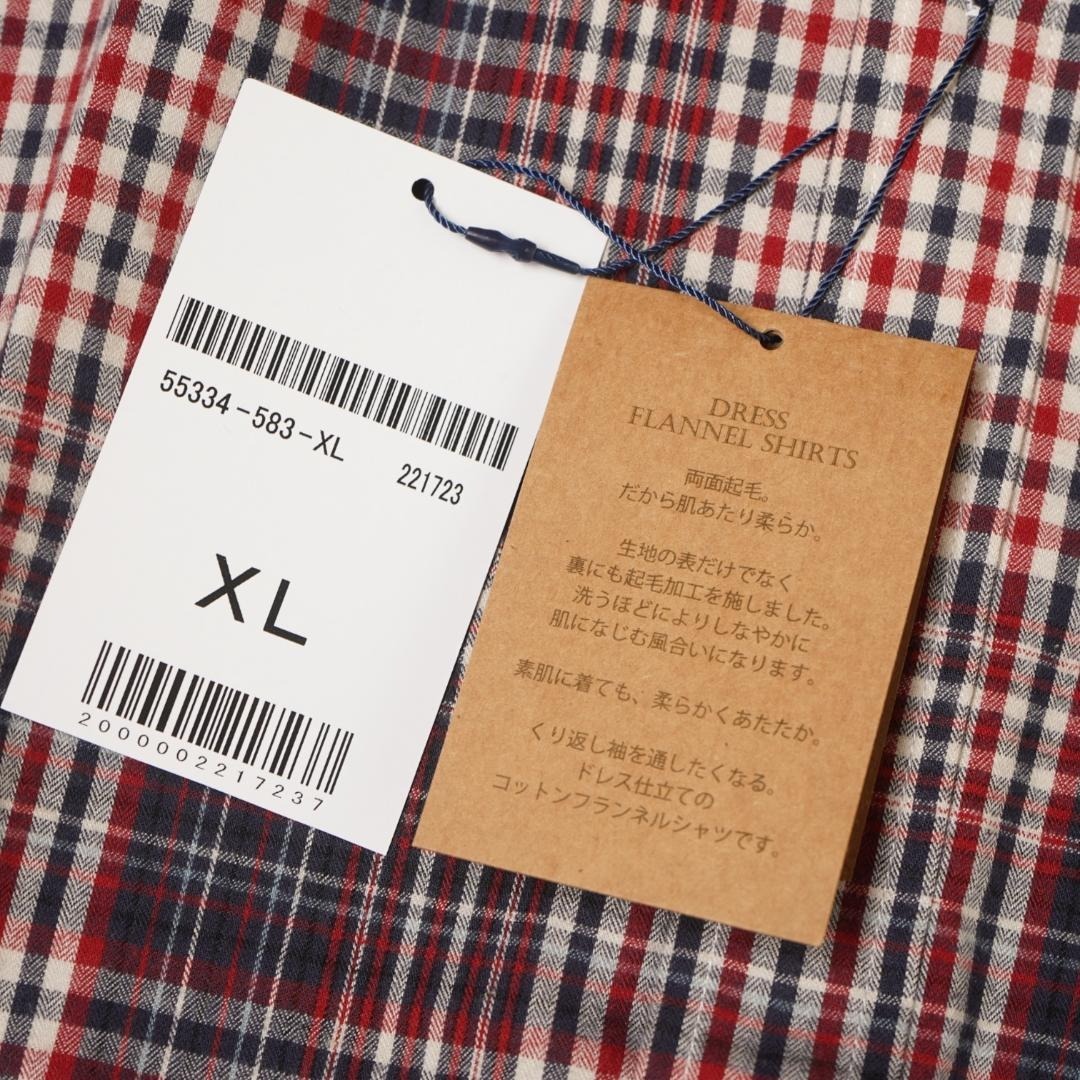 55334-583-XL
221723
XL
2000002217237
DRESS
FLANNEL SHIRTS
両面起毛。
だから肌あたり柔らか。
生地の表だけでなく
裏にも起毛加工を施しました。
洗うほどによりしなやかに
肌になじむ風合いになります。
素肌に着ても、柔らかくあたたか。
くり返し袖を通したくなる。
ドレス仕立ての
コットンフランネルシャツです。